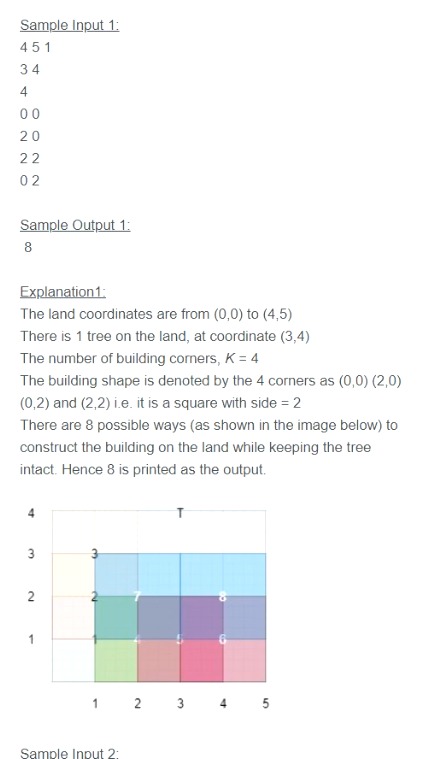 Sample Input 1:
4 5 1
3 4
4
0 0
2 0
2 2
0 2
Sample Output 1:
8
Explanation1:
The land coordinates are from (0,0) to (4,5)
There is 1 tree on the land, at coordinate (3,4)
The number of building corners, K = 4
The building shape is denoted by the 4 corners as (0,0) (2,0)
(0,2) and (2,2) i.e. it is a square with side = 2
There are 8 possible ways (as shown in the image below) to
construct the building on the land while keeping the tree
intact. Hence 8 is printed as the output.
4 T
3 3
2 2 7 8
1 1 4 5 6
1 2 3 4 5
Sample Input 2: